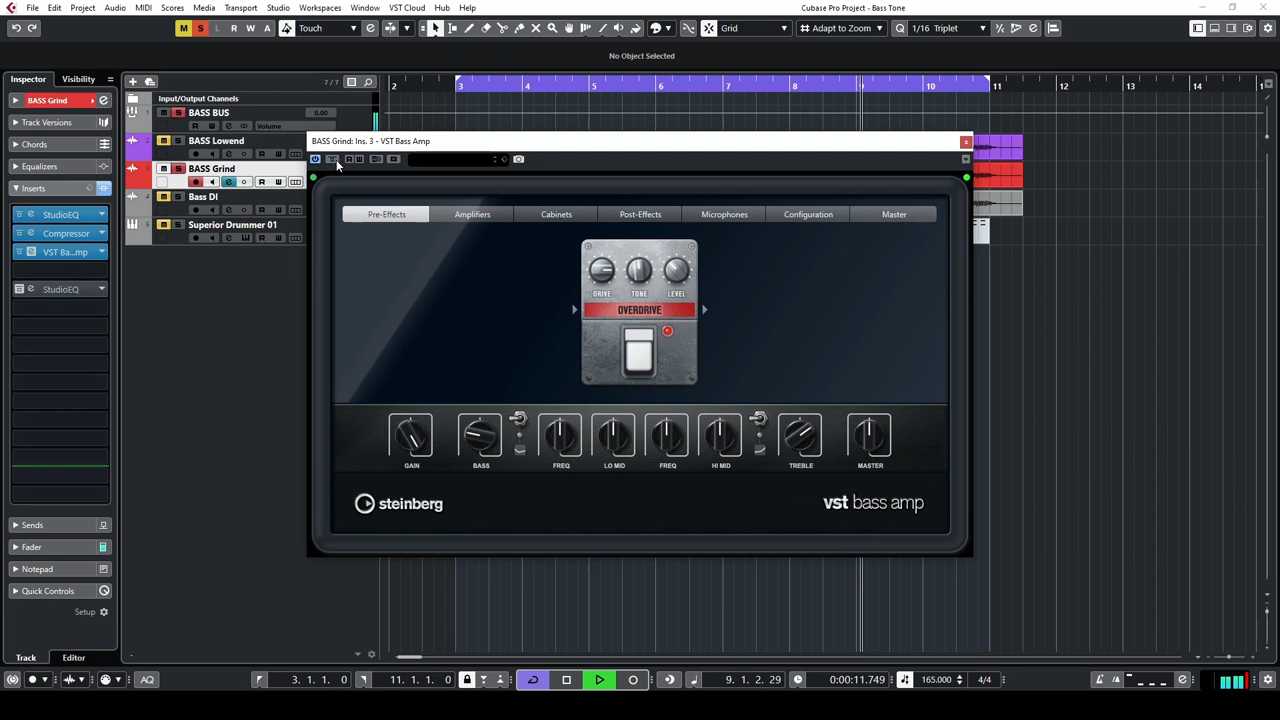 File Edit Project Audio MIDI Scores Media Transport Studio Workspaces Window VST Cloud Hub Help
Cubase Pro Project - Bass Tone
M S L R W A Touch Grid Adapt to Zoom Q 1/16 Triplet
No Object Selected
Inspector Visibility
7 / 7
2 3 4 5 6 7 8 9 10 11 12 13 14
Input/Output Channels
BASS Grind
BASS BUS 0.00
R W Volume
Track Versions
Chords
BASS Lowend
BASS Grind: Ins. 3 - VST Bass Amp
Equalizers
BASS Grind
Inserts
Bass DI
StudioEQ
Superior Drummer 01
Compressor
VST Ba...mp
StudioEQ
Pre-Effects Amplifiers Cabinets Post-Effects Microphones Configuration Master
DRIVE TONE LEVEL
OVERDRIVE
GAIN BASS FREQ LO MID FREQ HI MID TREBLE MASTER
steinberg vst bass amp
Sends
Fader
Notepad
Quick Controls
Setup
Track Editor
AQ 3. 1. 1. 0 11. 1. 1. 0 9. 1. 2. 29 0:00:11.749 165.000 4/4